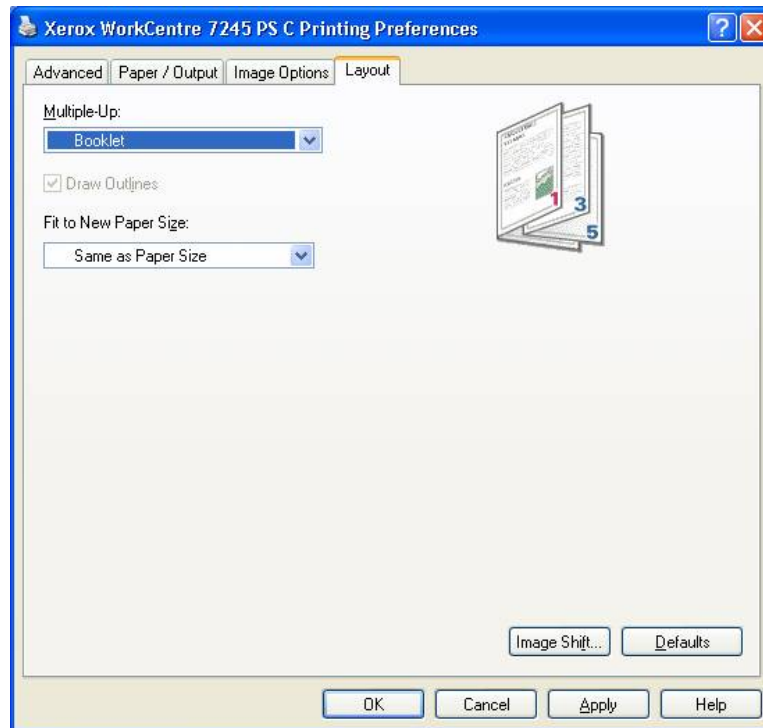 Xerox WorkCentre 7245 PS C Printing Preferences
Advanced Paper / Output Image Options Layout
Multiple-Up:
Booklet
Draw Outlines
Fit to New Paper Size:
Same as Paper Size
1
3
5
Image Shift... Defaults
OK Cancel Apply Help